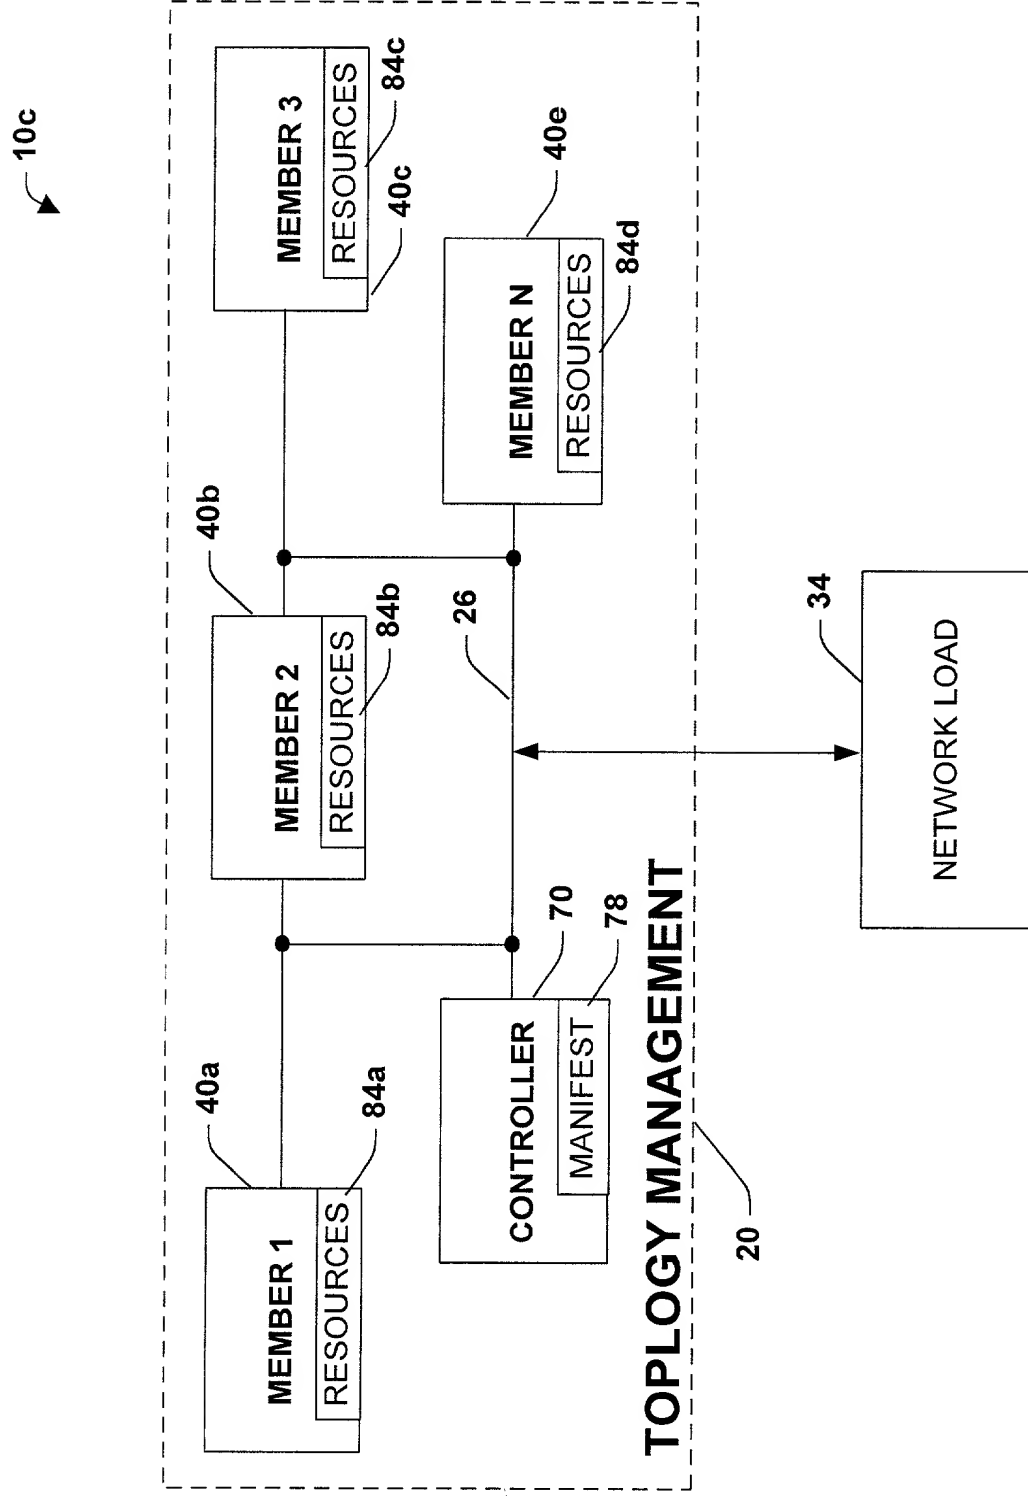 10c
40a
MEMBER 1
RESOURCES
84a
40b
MEMBER 2
RESOURCES
84b
MEMBER 3
RESOURCES
84c
40c
CONTROLLER
70
MANIFEST
78
26
40e
MEMBER N
RESOURCES
84d
TOPLOGY MANAGEMENT
20
34
NETWORK LOAD